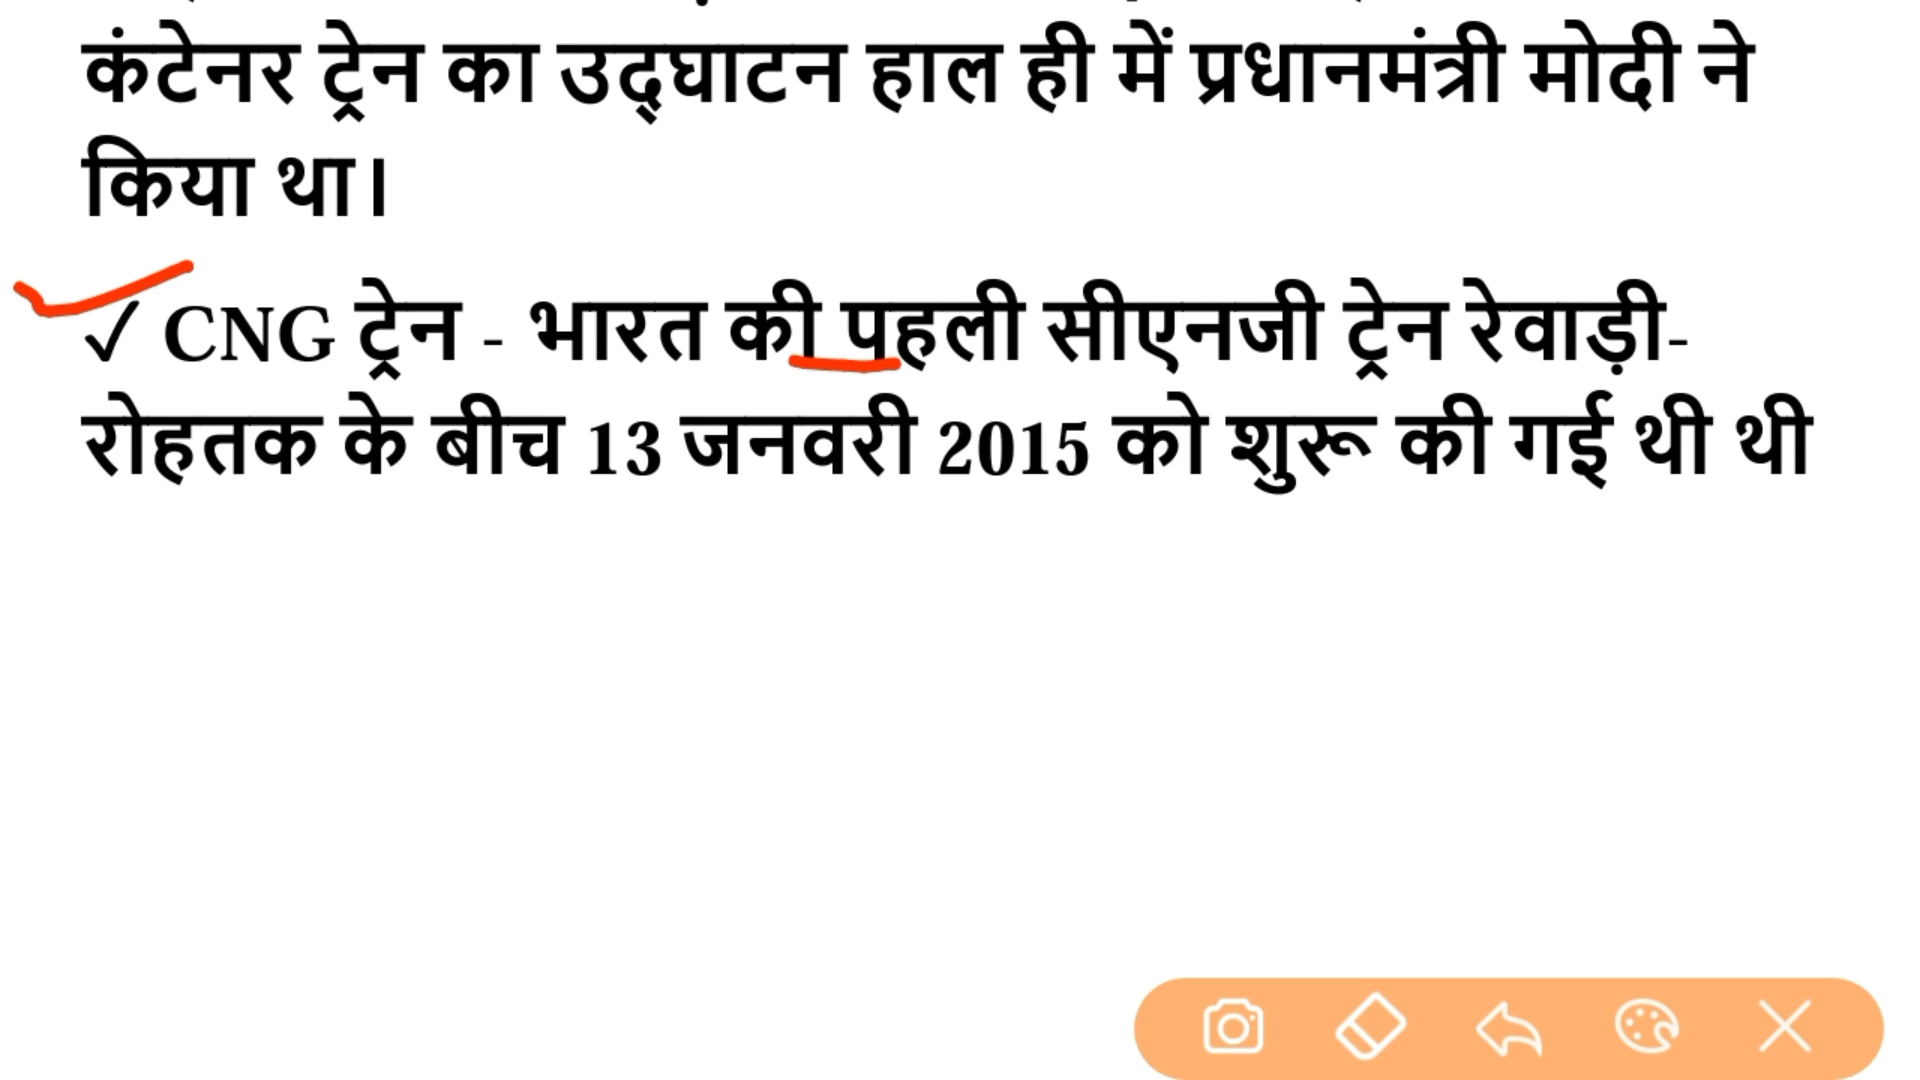 कंटेनर ट्रेन का उद्घाटन हाल ही में प्रधानमंत्री मोदी ने
किया था।
✓ CNG ट्रेन - भारत की पहली सीएनजी ट्रेन रेवाड़ी-
रोहतक के बीच 13 जनवरी 2015 को शुरू की गई थी थी